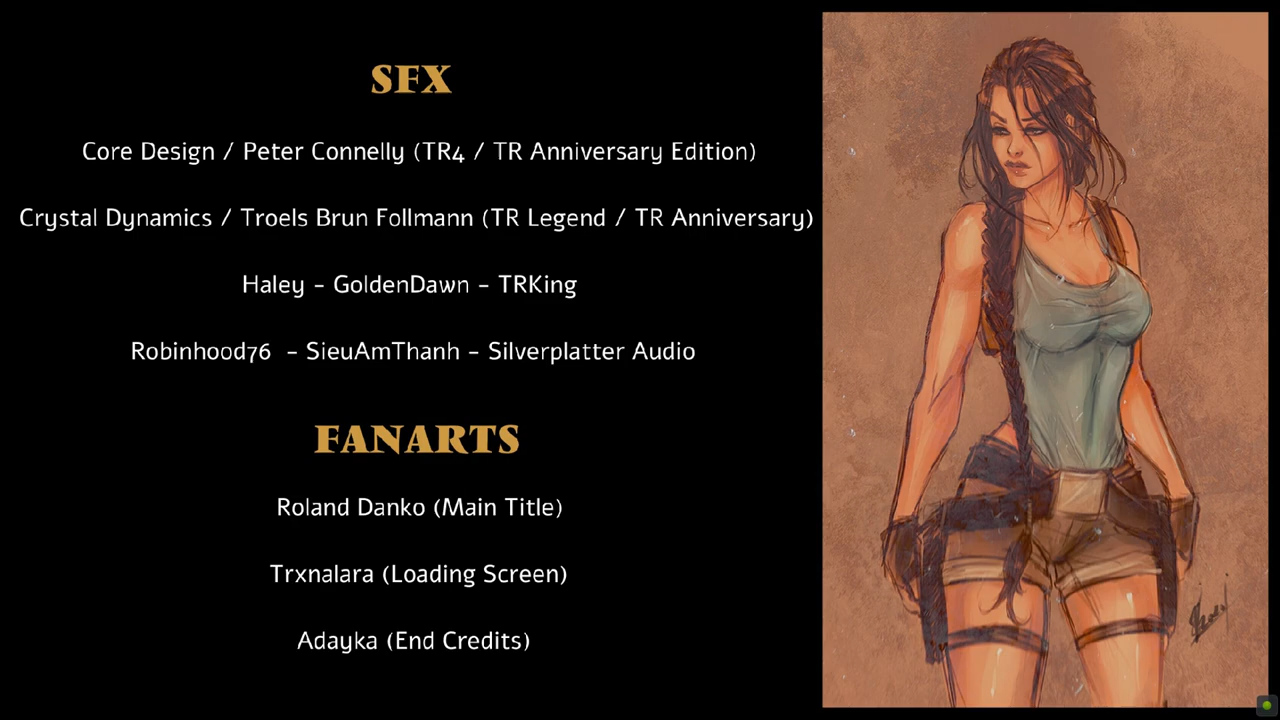 SFX
Core Design / Peter Connelly (TR4 / TR Anniversary Edition)
Crystal Dynamics / Troels Brun Follmann (TR Legend / TR Anniversary)
Haley - GoldenDawn - TRKing
Robinhood76 - SieuAmThanh - Silverplatter Audio
FANARTS
Roland Danko (Main Title)
Trxnalara (Loading Screen)
Adayka (End Credits)